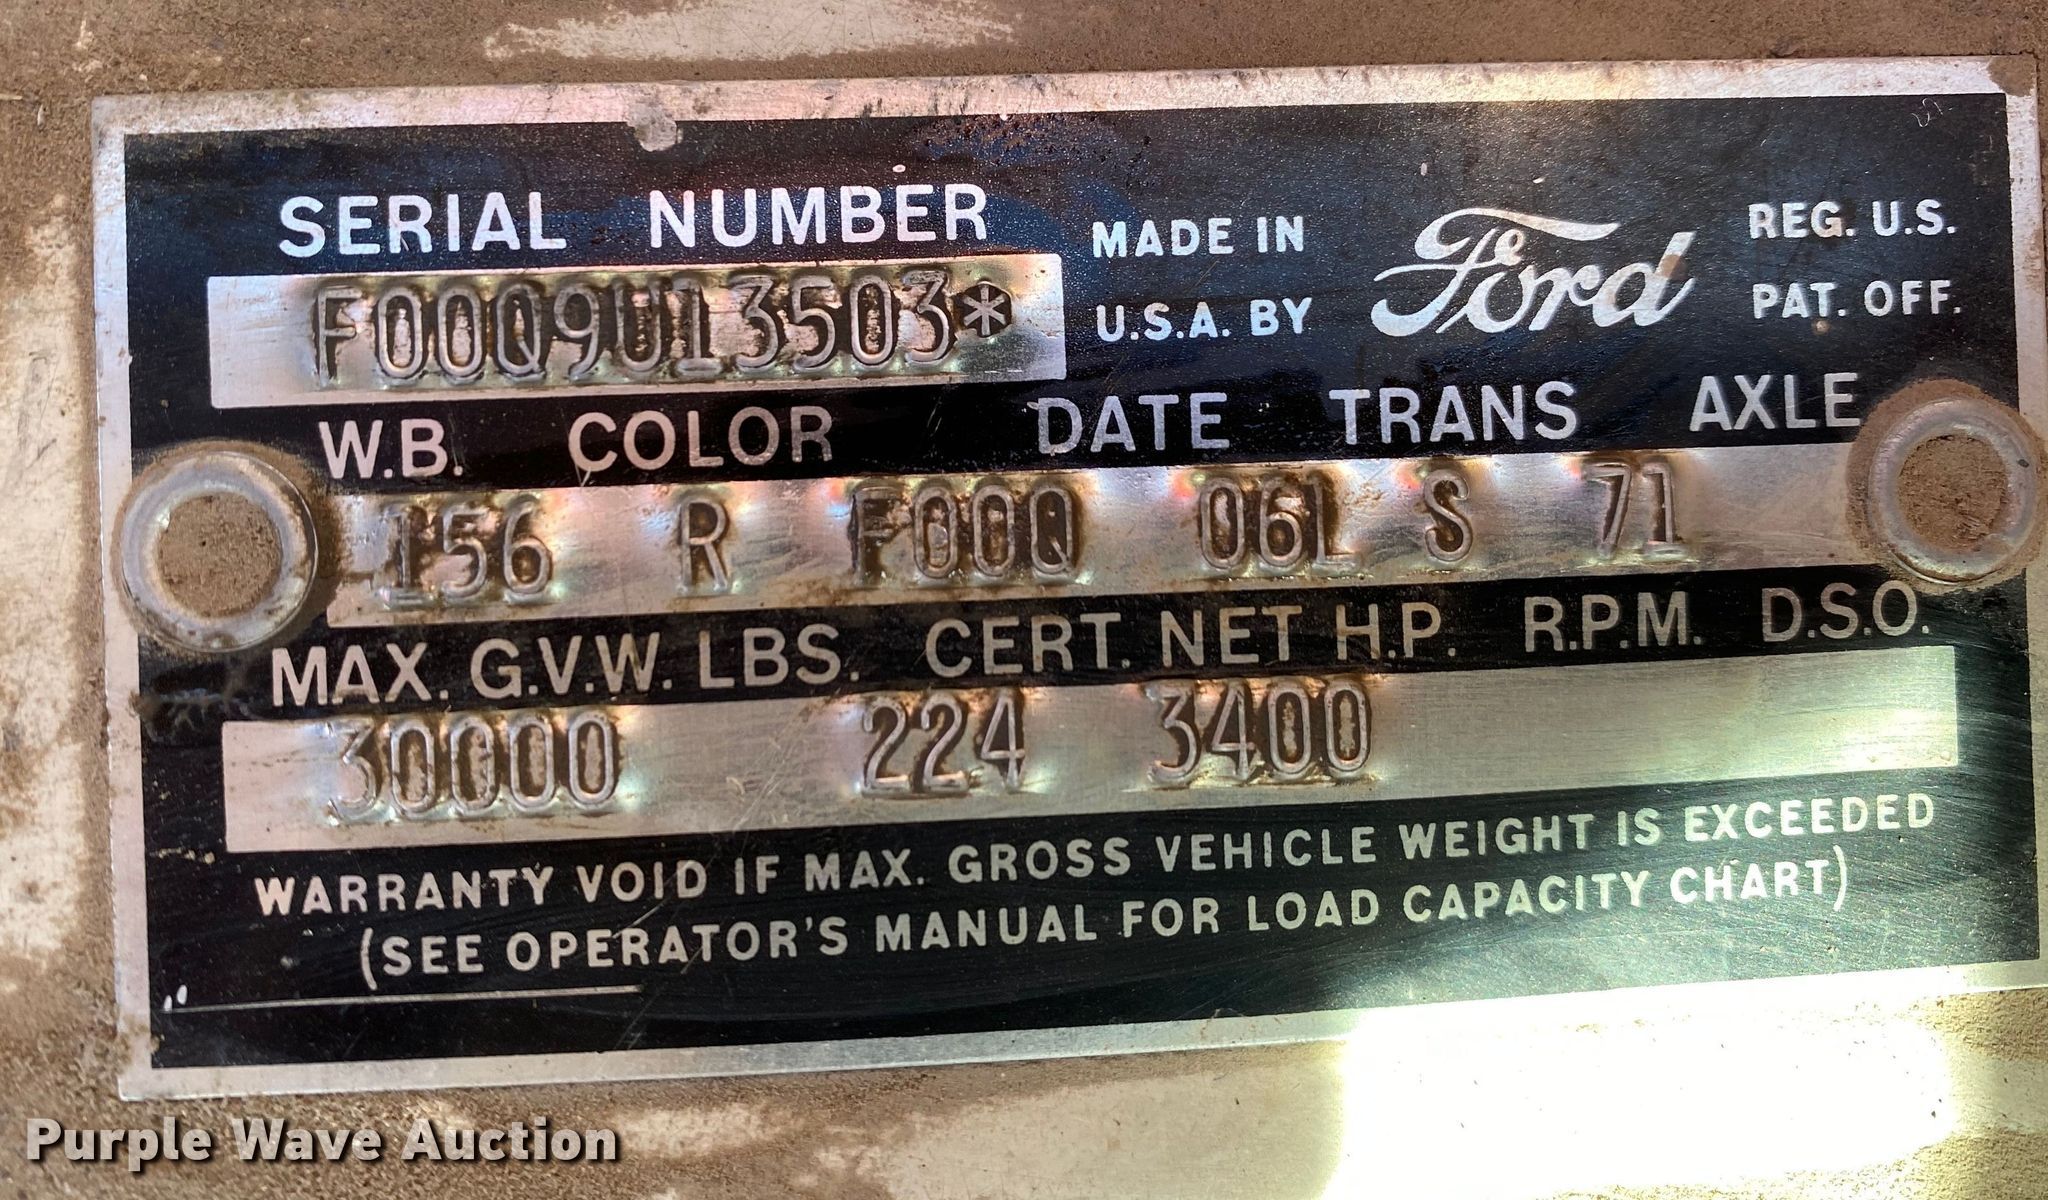 SERIAL NUMBER
F00Q9U13503*
MADE IN
U.S.A. BY
Ford
REG. U.S.
PAT. OFF.
W.B. COLOR DATE TRANS AXLE
156 R F00Q 06L S 71
MAX. G.V.W. LBS. CERT. NET H.P. R.P.M. D.S.O.
30000 224 3400
WARRANTY VOID IF MAX. GROSS VEHICLE WEIGHT IS EXCEEDED
(SEE OPERATOR'S MANUAL FOR LOAD CAPACITY CHART)
Purple Wave Auction